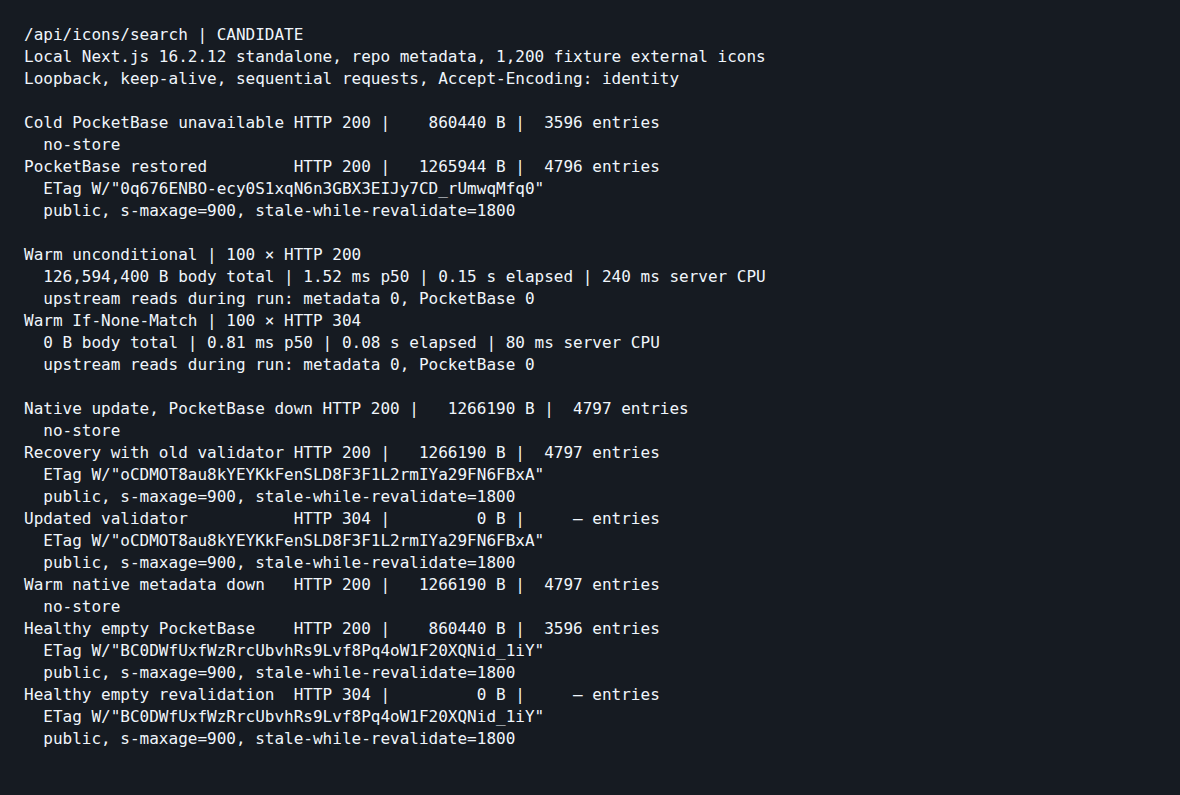 /api/icons/search | CANDIDATE
Local Next.js 16.2.12 standalone, repo metadata, 1,200 fixture external icons
Loopback, keep-alive, sequential requests, Accept-Encoding: identity
Cold PocketBase unavailable HTTP 200 |    860440 B |  3596 entries
  no-store
PocketBase restored         HTTP 200 |   1265944 B |  4796 entries
  ETag W/"0q676ENBO-ecy0S1xqN6n3GBX3EIJy7CD_rUmwqMfq0"
  public, s-maxage=900, stale-while-revalidate=1800
Warm unconditional | 100 × HTTP 200
  126,594,400 B body total | 1.52 ms p50 | 0.15 s elapsed | 240 ms server CPU
  upstream reads during run: metadata 0, PocketBase 0
Warm If-None-Match | 100 × HTTP 304
  0 B body total | 0.81 ms p50 | 0.08 s elapsed | 80 ms server CPU
  upstream reads during run: metadata 0, PocketBase 0
Native update, PocketBase down HTTP 200 |   1266190 B |  4797 entries
  no-store
Recovery with old validator HTTP 200 |   1266190 B |  4797 entries
  ETag W/"oCDMOT8au8kYEYKkFenSLD8F3F1L2rmIYa29FN6FBxA"
  public, s-maxage=900, stale-while-revalidate=1800
Updated validator           HTTP 304 |         0 B |     — entries
  ETag W/"oCDMOT8au8kYEYKkFenSLD8F3F1L2rmIYa29FN6FBxA"
  public, s-maxage=900, stale-while-revalidate=1800
Warm native metadata down   HTTP 200 |   1266190 B |  4797 entries
  no-store
Healthy empty PocketBase    HTTP 200 |    860440 B |  3596 entries
  ETag W/"BC0DWfUxfWzRrcUbvhRs9Lvf8Pq4oW1F20XQNid_1iY"
  public, s-maxage=900, stale-while-revalidate=1800
Healthy empty revalidation  HTTP 304 |         0 B |     — entries
  ETag W/"BC0DWfUxfWzRrcUbvhRs9Lvf8Pq4oW1F20XQNid_1iY"
  public, s-maxage=900, stale-while-revalidate=1800